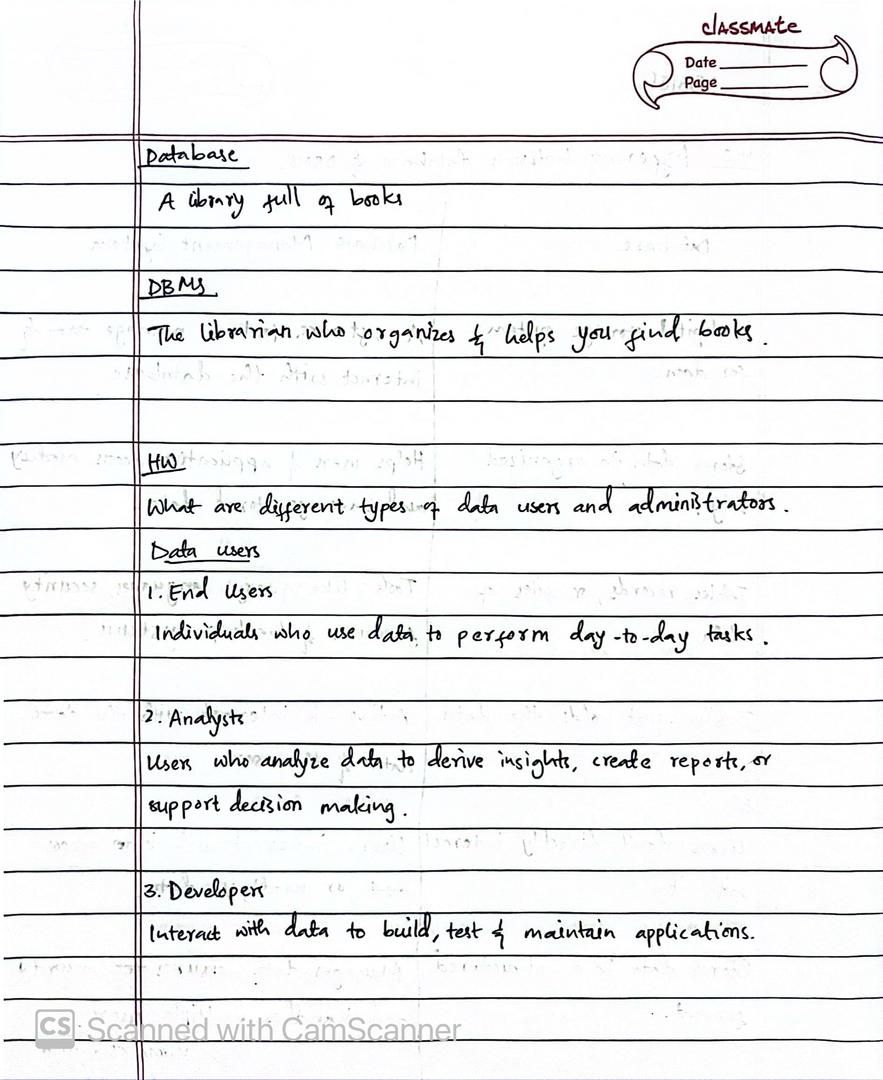 classmate
Date
Page
Database
A library full of books
DBMS
The librarian who organizes & helps you find books.
HW
What are different types of data users and administrators.
Data users
1. End Users
Individuals who use data to perform day-to-day tasks.
2. Analysts
Users who analyze data to derive insights, create reports, or
support decision making.
3. Developers
Interact with data to build, test & maintain applications.
CS Scanned with CamScanner